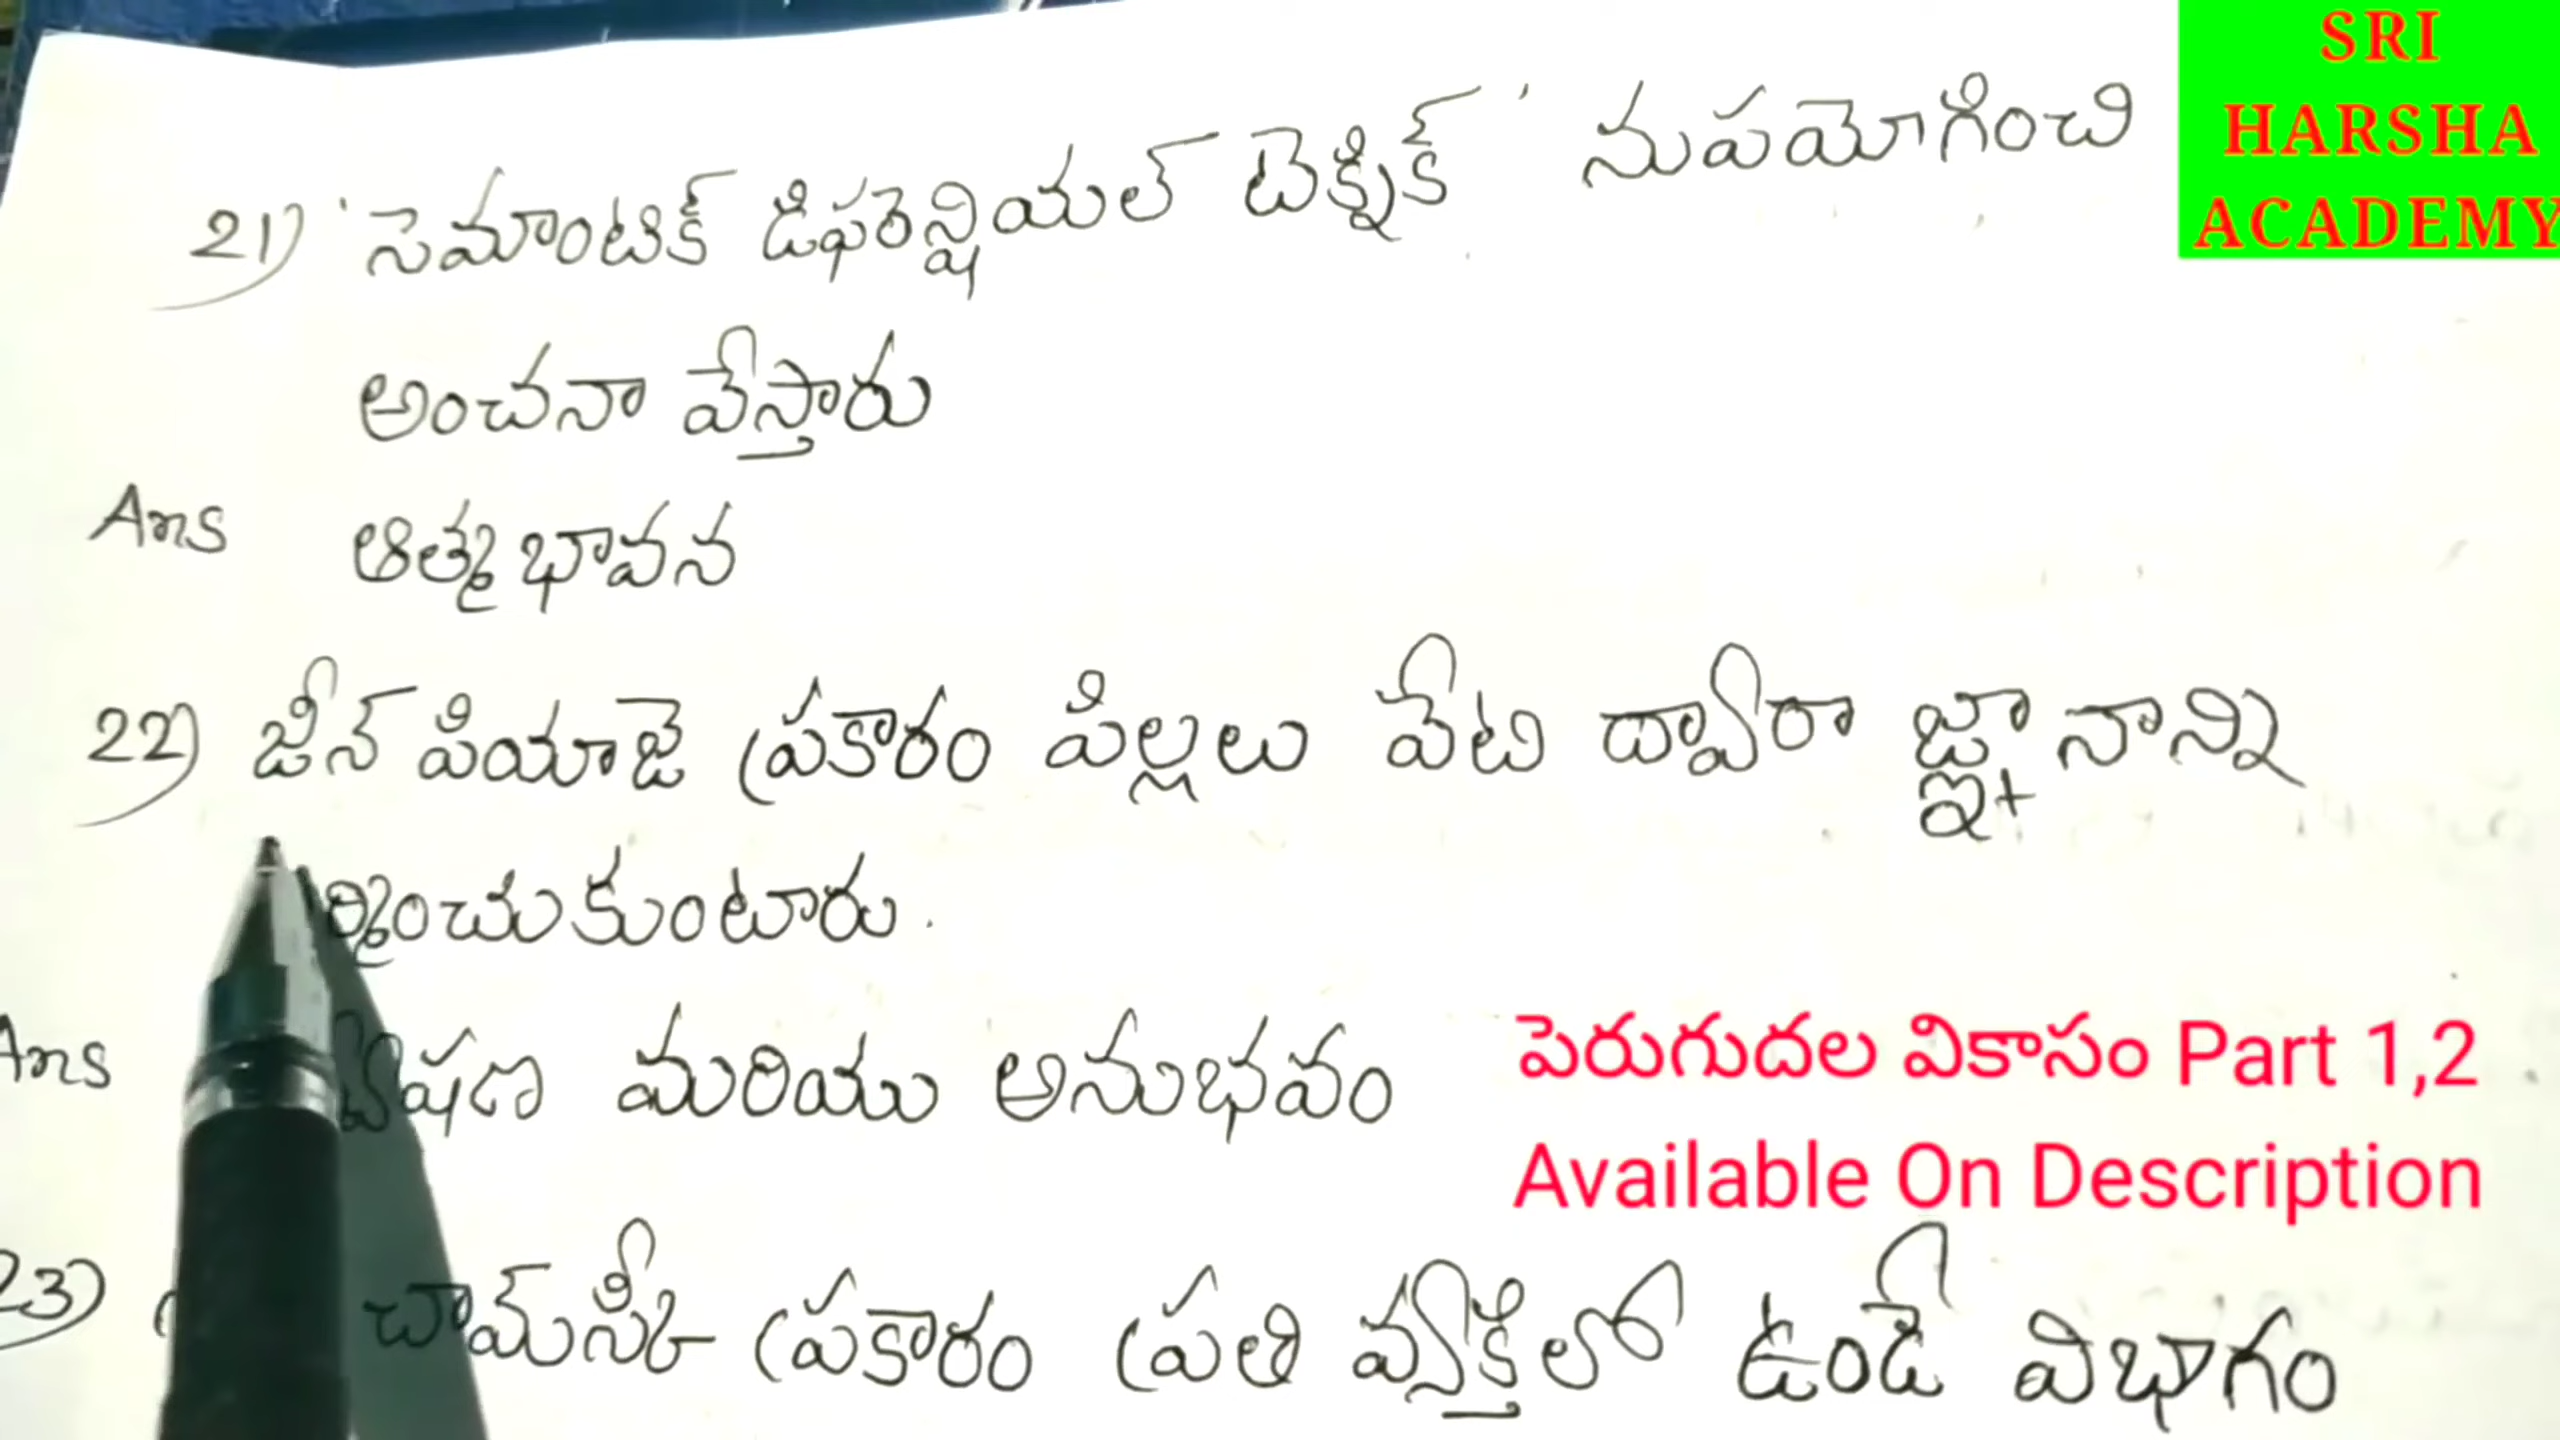 SRI
HARSHA
ACADEMY
21) 'సెమాంటిక్ డిఫరెన్షియల్ టెక్నిక్' నుపయోగించి
అంచనా వేస్తారు
Ans ఆత్మభావన
22) జీన్ పియాజె ప్రకారం పిల్లలు వేటి ద్వారా జ్ఞానాన్ని
ర్మించుకుంటారు.
Ans షణ మరియు అనుభవం
పెరుగుదల వికాసం Part 1,2
Available On Description
23) చామ్‌స్కీ ప్రకారం ప్రతి వ్యక్తిలో ఉండే విభాగం